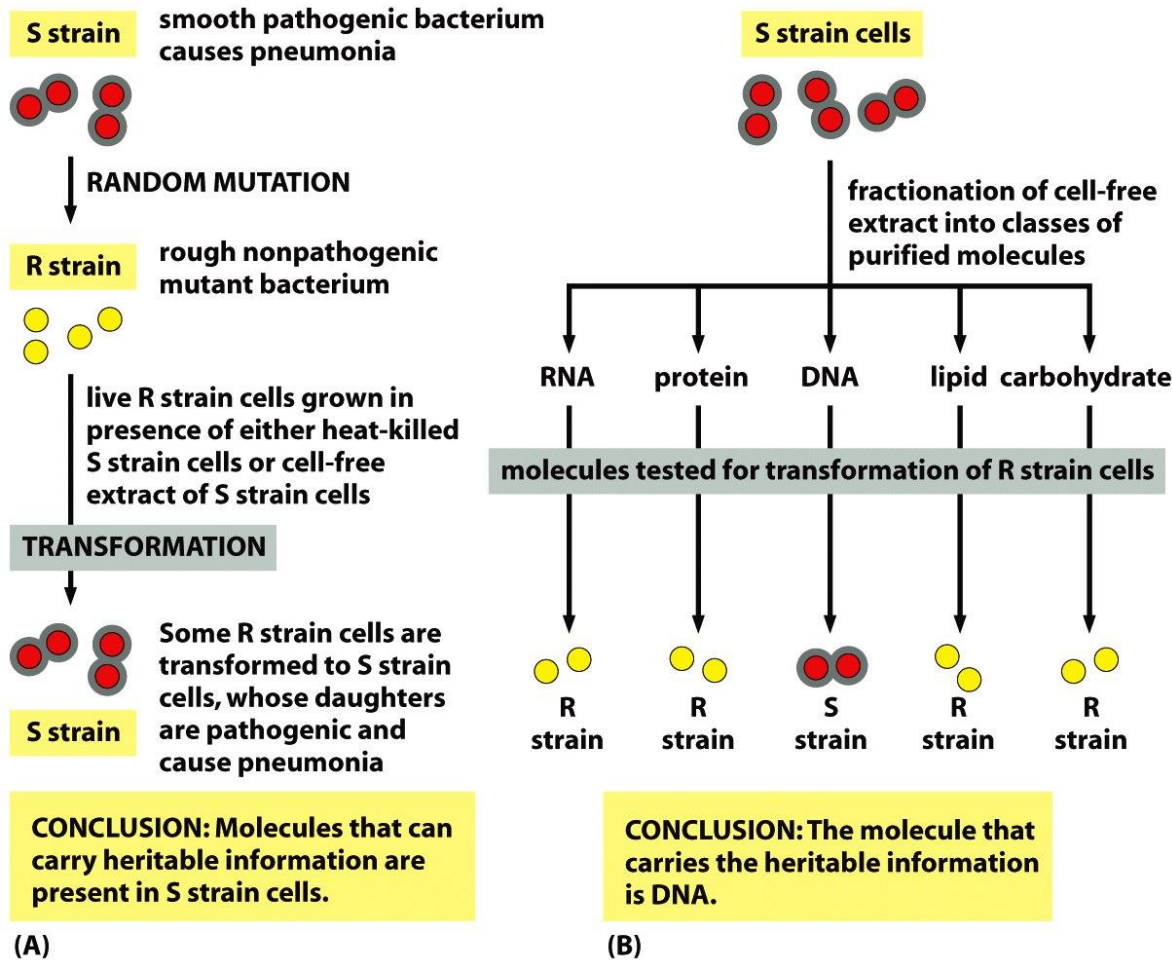 S strain
smooth pathogenic bacterium
causes pneumonia
RANDOM MUTATION
R strain
rough nonpathogenic
mutant bacterium
live R strain cells grown in
presence of either heat-killed
S strain cells or cell-free
extract of S strain cells
TRANSFORMATION
Some R strain cells are
transformed to S strain
cells, whose daughters
are pathogenic and
cause pneumonia
S strain
CONCLUSION: Molecules that can
carry heritable information are
present in S strain cells.
(A)
S strain cells
fractionation of cell-free
extract into classes of
purified molecules
RNA protein DNA lipid carbohydrate
molecules tested for transformation of R strain cells
R R S R R
strain strain strain strain strain
CONCLUSION: The molecule that
carries the heritable information
is DNA.
(B)